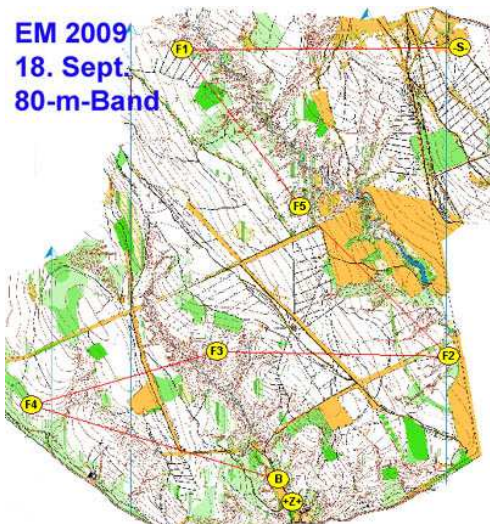 EM 2009
18. Sept.
80-m-Band
F1
-S-
F5
F3
F2
F4
B
+Z+